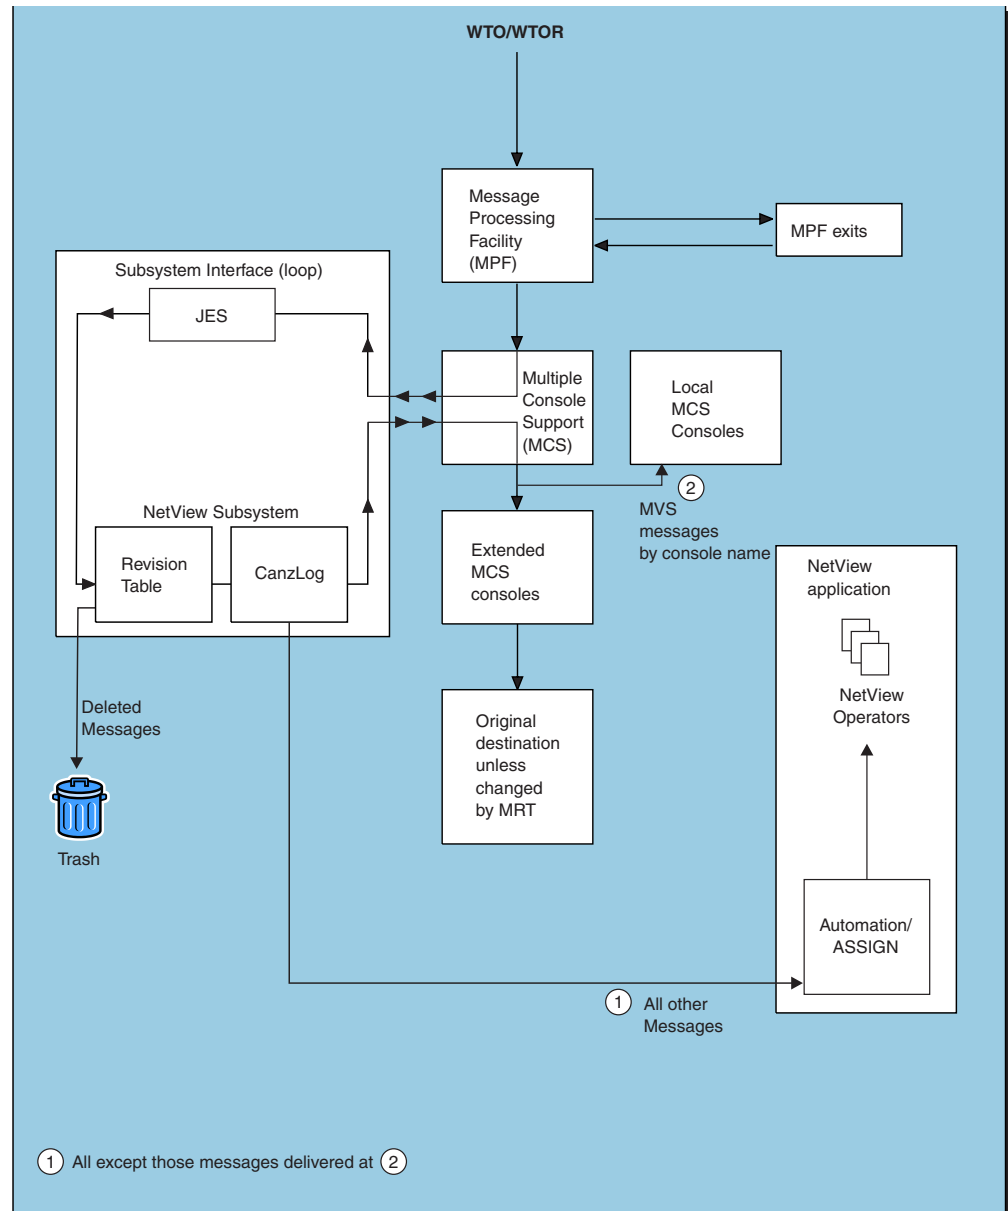 WTO/WTOR
Message
Processing
Facility
(MPF)
MPF exits
Subsystem Interface (loop)
JES
Multiple
Console
Support
(MCS)
Local
MCS
Consoles
2
MVS
messages
by console name
NetView Subsystem
Revision
Table
CanzLog
Extended
MCS
consoles
NetView
application
NetView
Operators
Deleted
Messages
Original
destination
unless
changed
by MRT
Trash
Automation/
ASSIGN
1 All other
Messages
1 All except those messages delivered at 2